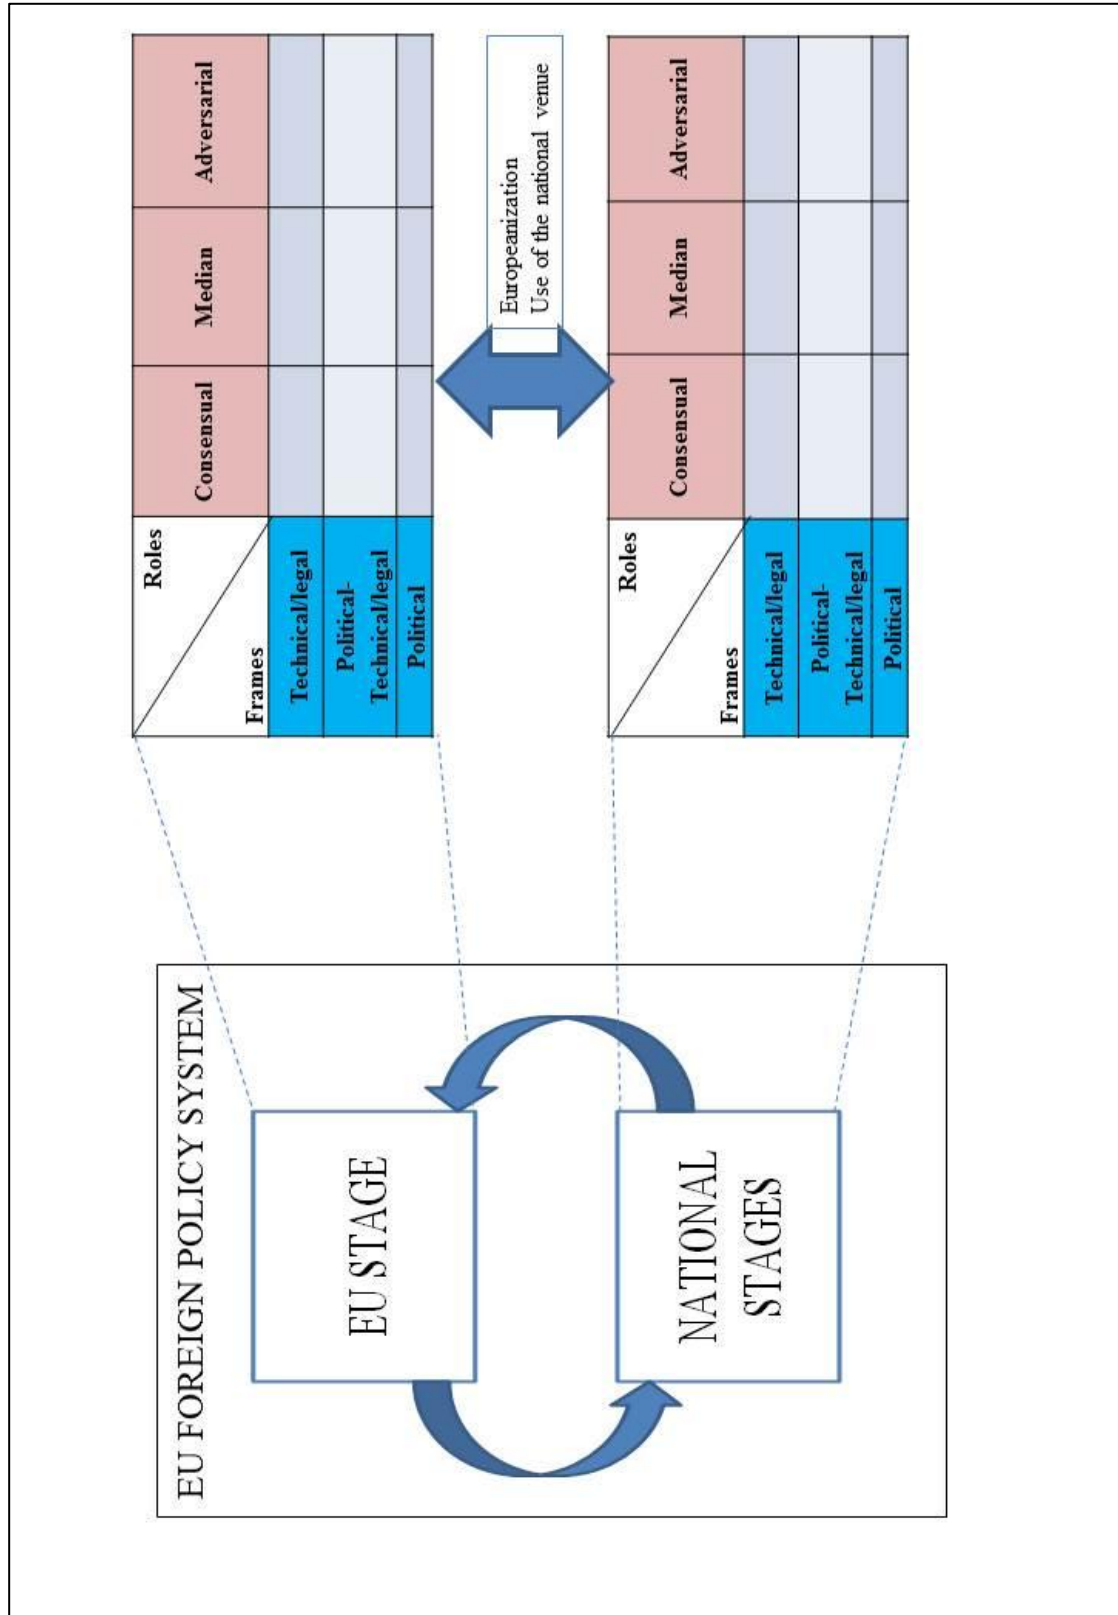 EU FOREIGN POLICY SYSTEM
EU STAGE
NATIONAL
STAGES
Roles
Frames
Consensual
Median
Adversarial
Technical/legal
Political-
Technical/legal
Political
Europeanization
Use of the national venue
Roles
Frames
Consensual
Median
Adversarial
Technical/legal
Political-
Technical/legal
Political